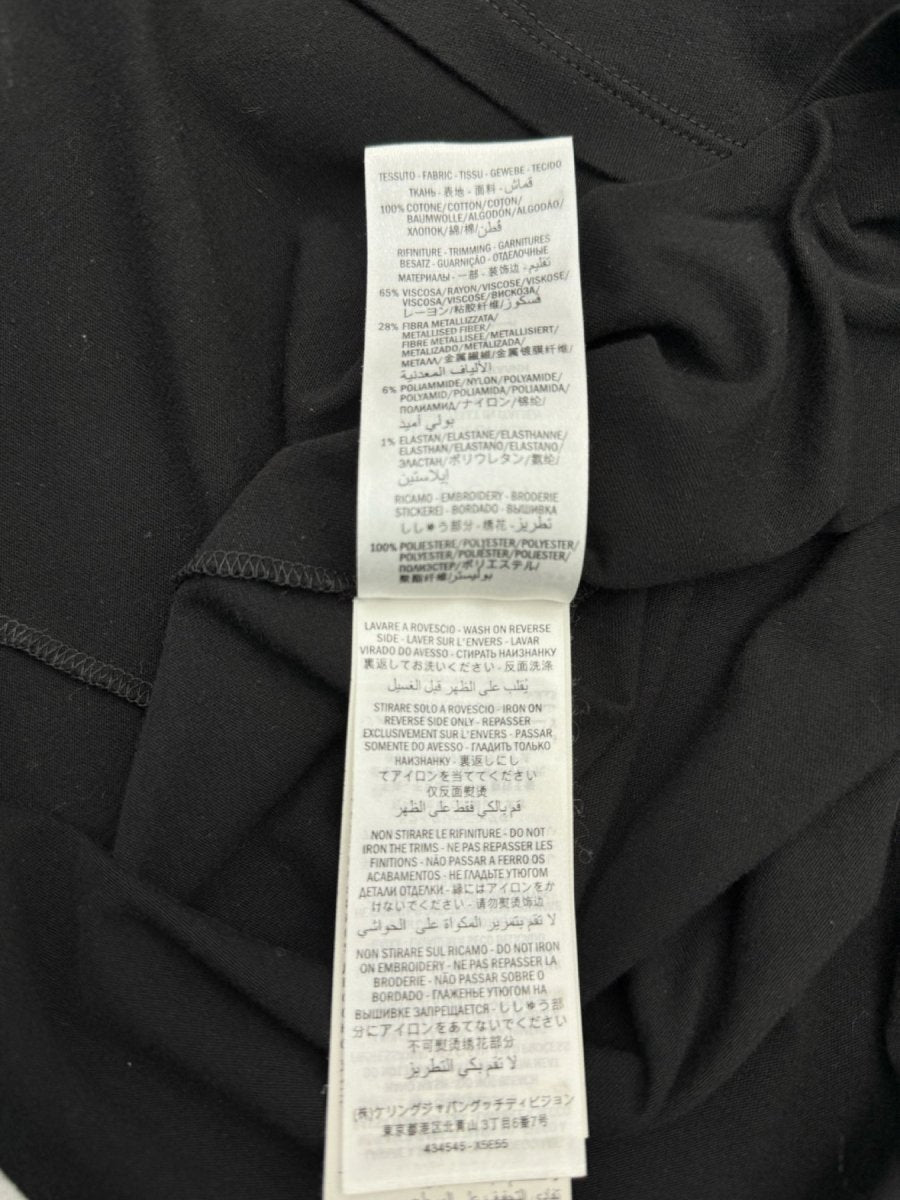 TESSUTO - FABRIC - TISSU - GEWEBE - TECIDO
ТКАНЬ - 表地 - 面料 - قماش
100% COTONE/COTTON/COTON/
BAUMWOLLE/ALGODÓN/ALGODÃO/
ХЛОПОК/綿/棉/قُطن
RIFINITURE - TRIMMING - GARNITURES
BESATZ - GUARNIÇÃO - ОТДЕЛОЧНЫЕ
МАТЕРИАЛЫ - 一部 - 装饰边 - تقليم
65% VISCOSA/RAYON/VISCOSE/VISKOSE/
VISCOSA/VISCOSE/ВИСКОЗА/
レーヨン/粘胶纤维/فسكوز
28% FIBRA METALLIZZATA/
METALLISED FIBER/
FIBRE METALLISEE/METALLISIERT/
METALIZADO/METALIZADA/
МЕТАЛЛ/金属繊維/金属镀膜纤维/
الألياف المعدنية
6% POLIAMMIDE/NYLON/POLYAMIDE/
POLYAMID/POLIAMIDA/POLIAMIDA/
ПОЛИАМИД/ナイロン/锦纶/
بولي أميد
1% ELASTAN/ELASTANE/ELASTHANNE/
ELASTHAN/ELASTANO/ELASTANO/
ЭЛАСТАН/ポリウレタン/氨纶/
إيلاستين
RICAMO - EMBROIDERY - BRODERIE
STICKEREI - BORDADO - ВЫШИВКА
ししゅう部分 - 绣花 - تطريز
100% POLIESTERE/POLYESTER/POLYESTER/
POLYESTER/POLIÉSTER/POLIESTER/
ПОЛИЭСТЕР/ポリエステル/
聚酯纤维/بوليستر
LAVARE A ROVESCIO - WASH ON REVERSE
SIDE - LAVER SUR L'ENVERS - LAVAR
VIRADO DO AVESSO - СТИРАТЬ НАИЗНАНКУ
裏返してお洗いください - 反面洗涤
يُقلب على الظهر قبل الغسيل
STIRARE SOLO A ROVESCIO - IRON ON
REVERSE SIDE ONLY - REPASSER
EXCLUSIVEMENT SUR L'ENVERS - PASSAR
SOMENTE DO AVESSO - ГЛАДИТЬ ТОЛЬКО
НАИЗНАНКУ - 裏返しにし
てアイロンを当ててください
仅反面熨烫
قم بالكي فقط على الظهر
NON STIRARE LE RIFINITURE - DO NOT
IRON THE TRIMS - NE PAS REPASSER LES
FINITIONS - NÃO PASSAR A FERRO OS
ACABAMENTOS - НЕ ГЛАДЬТЕ УТЮГОМ
ДЕТАЛИ ОТДЕЛКИ - 縁にはアイロンをか
けないでください - 请勿熨烫饰边
لا تقم بتمرير المكواة على الحواشي
NON STIRARE SUL RICAMO - DO NOT IRON
ON EMBROIDERY - NE PAS REPASSER LA
BRODERIE - NÃO PASSAR SOBRE O
BORDADO - ГЛАЖЕНЬЕ УТЮГОМ НА
ВЫШИВКЕ ЗАПРЕЩАЕТСЯ - ししゅう部
分にアイロンをあてないでください
不可熨烫绣花部分
لا تقم بكي التطريز
(株)ケリングジャパングッチディビジョン
東京都港区北青山3丁目6番7号
434545 - X5E55